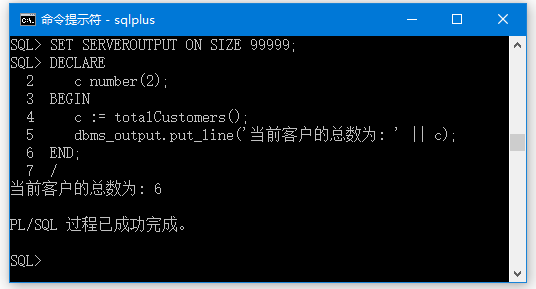 命令提示符 - sqlplus
SQL> SET SERVEROUTPUT ON SIZE 99999;
SQL> DECLARE
  2     c number(2);
  3  BEGIN
  4     c := totalCustomers();
  5     dbms_output.put_line('当前客户的总数为: ' || c);
  6  END;
  7  /
当前客户的总数为: 6
PL/SQL 过程已成功完成。
SQL>